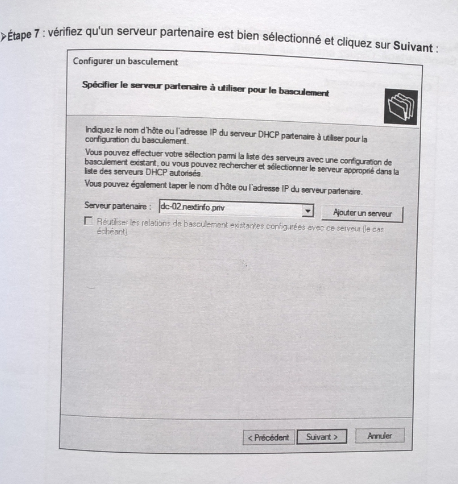 ➢Étape 7 : vérifiez qu'un serveur partenaire est bien sélectionné et cliquez sur Suivant :
Configurer un basculement
Spécifier le serveur partenaire à utiliser pour le basculement
Indiquez le nom d'hôte ou l'adresse IP du serveur DHCP partenaire à utiliser pour la
configuration du basculement.
Vous pouvez effectuer votre sélection parmi la liste des serveurs avec une configuration de
basculement existant, ou vous pouvez rechercher et sélectionner le serveur approprié dans la
liste des serveurs DHCP autorisés.
Vous pouvez également taper le nom d'hôte ou l'adresse IP du serveur partenaire.
Serveur partenaire : dc-02.nextinfo.priv Ajouter un serveur
Réutiliser les relations de basculement existantes configurées avec ce serveur (le cas
échéant).
< Précédent Suivant > Annuler